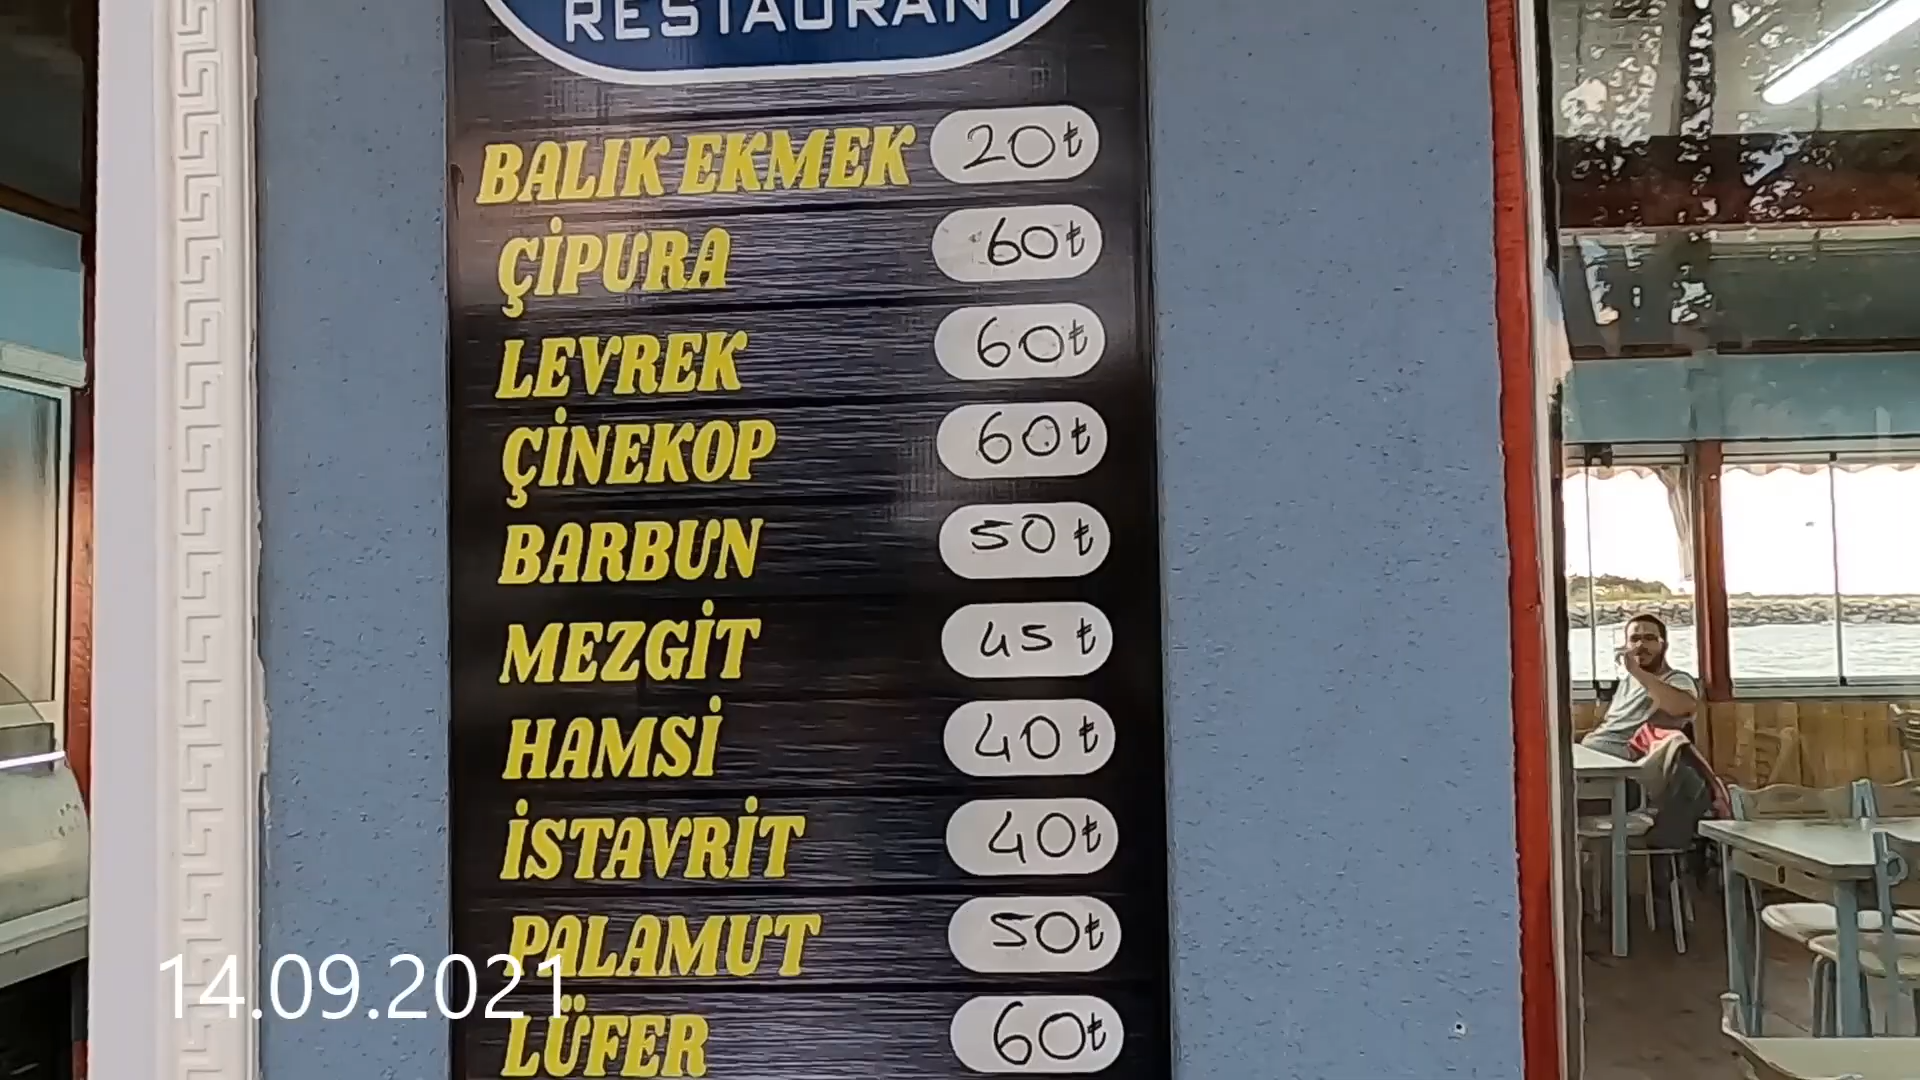 RESTAURANT
BALIK EKMEK 20₺
ÇİPURA 60₺
LEVREK 60₺
ÇİNEKOP 60₺
BARBUN 50₺
MEZGİT 45₺
HAMSİ 40₺
İSTAVRİT 40₺
PALAMUT 50₺
LÜFER 60₺
14.09.2021